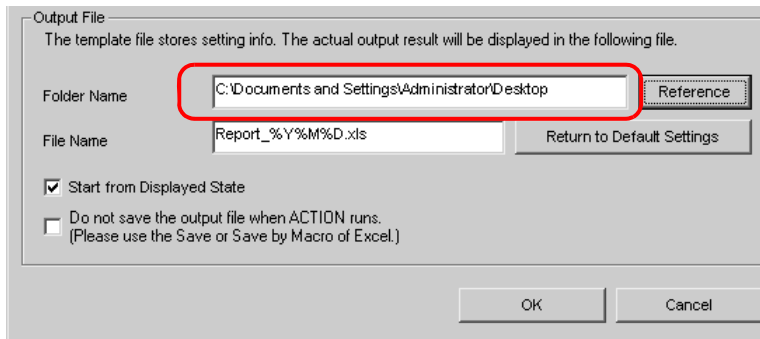 Output File
The template file stores setting info. The actual output result will be displayed in the following file.
Folder Name
C:\Documents and Settings\Administrator\Desktop
Reference
File Name
Report_%Y%M%D.xls
Return to Default Settings
Start from Displayed State
Do not save the output file when ACTION runs.
(Please use the Save or Save by Macro of Excel.)
OK
Cancel